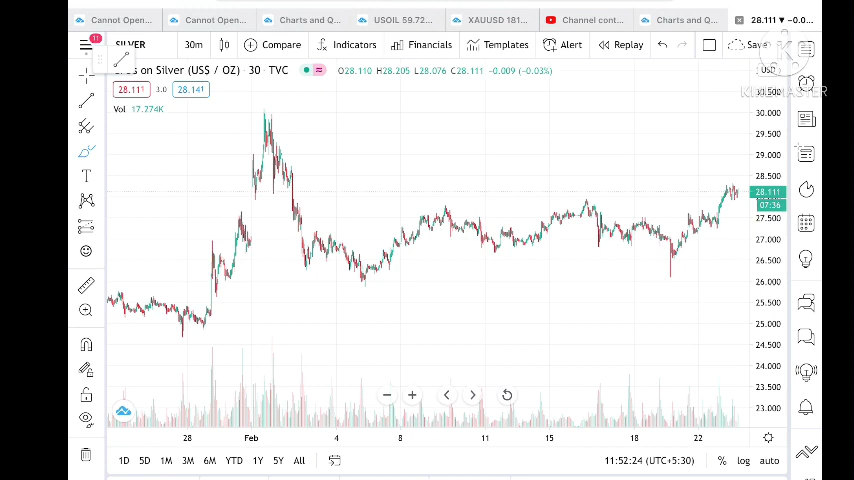 Cannot Open...
Cannot Open...
Charts and Q...
USOIL 59.72...
XAUUSD 181...
Channel cont...
Charts and Q...
28.111 ▼ −0.0...
11
SILVER
30m
Compare
Indicators
Financials
Templates
Alert
Replay
Save
on Silver (US$ / OZ) · 30 · TVC
O28.110 H28.205 L28.076 C28.111 −0.009 (−0.03%)
USD
28.111
3.0
28.141
Vol 17.274K
KINEMASTER
30.500
30.000
29.500
29.000
28.500
28.111
07:36
27.500
27.000
26.500
26.000
25.500
25.000
24.500
24.000
23.500
23.000
28
Feb
4
8
11
15
18
22
1D
5D
1M
3M
6M
YTD
1Y
5Y
All
11:52:24 (UTC+5:30)
%
log
auto